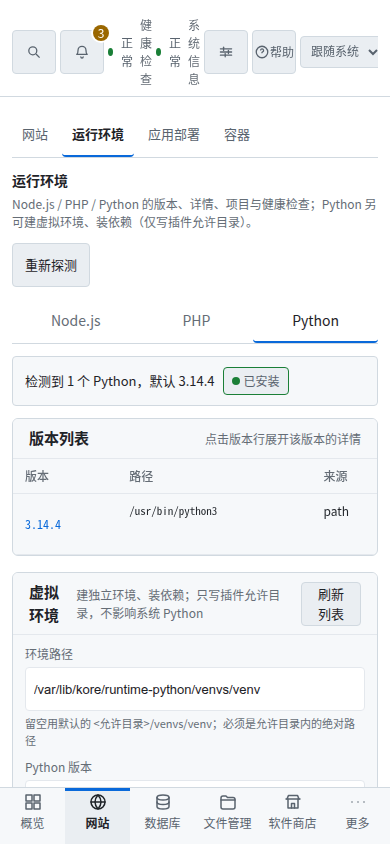 3
正常
健康检查
正常
系统信息
帮助
跟随系统
网站 运行环境 应用部署 容器
运行环境
Node.js / PHP / Python 的版本、详情、项目与健康检查；Python 另
可建虚拟环境、装依赖（仅写插件允许目录）。
重新探测
Node.js PHP Python
检测到 1 个 Python，默认 3.14.4 已安装
版本列表 点击版本行展开该版本的详情
版本 路径 来源
3.14.4 /usr/bin/python3 path
虚拟
环境
建独立环境、装依赖；只写插件允许目
录，不影响系统 Python
刷新
列表
环境路径
/var/lib/kore/runtime-python/venvs/venv
留空用默认的 <允许目录>/venvs/venv；必须是允许目录内的绝对路
径
Python 版本
概览 网站 数据库 文件管理 软件商店 更多